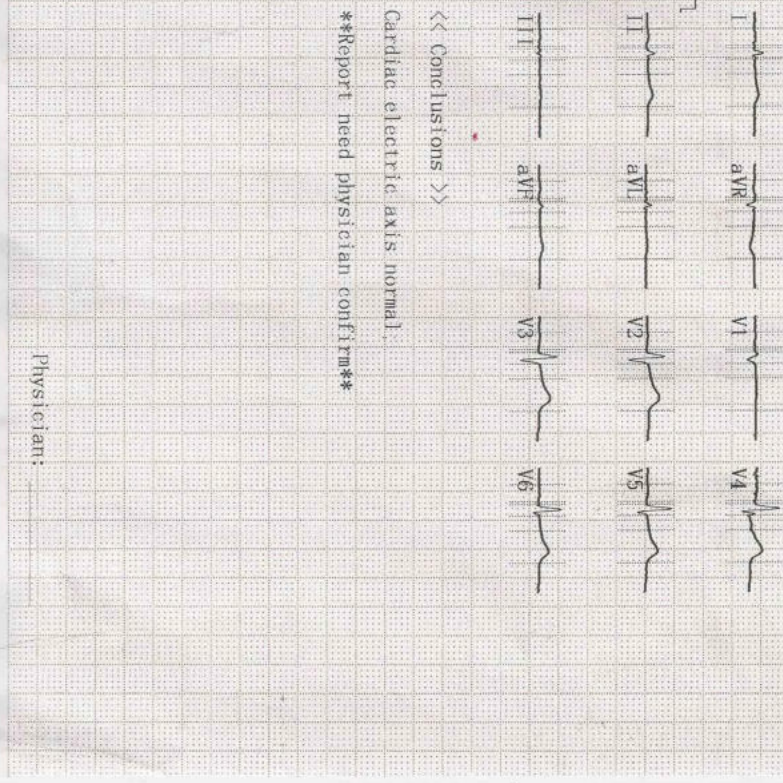 I
aVR
V1
V4
II
aVL
V2
V5
III
aVF
V3
V6
<< Conclusions >>
Cardiac electric axis normal.
**Report need physician confirm**
Physician: